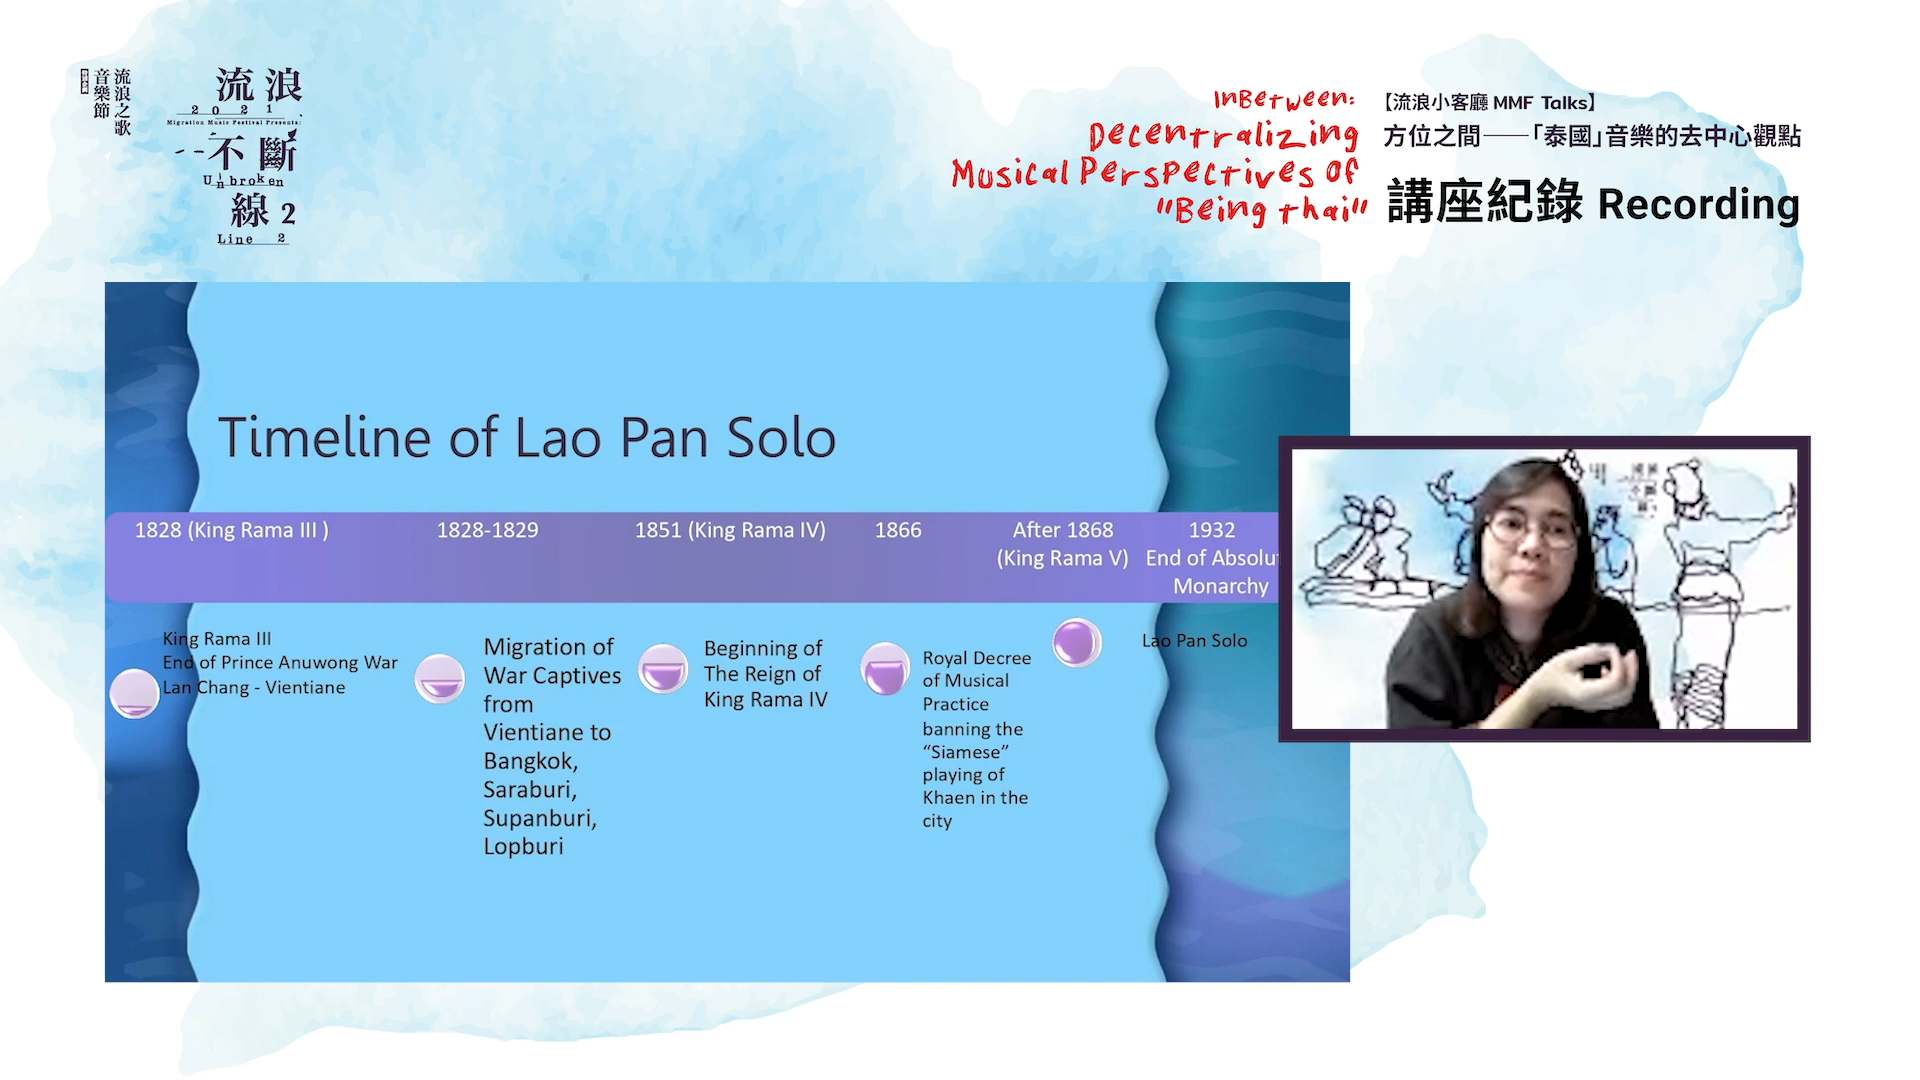 流浪之歌
音樂節
流浪
2021
Migration Music Festival Presents:
不斷
Unbroken
線2
Line 2
InBetween:
Decentralizing
Musical Perspectives of
"Being thai"
【流浪小客廳 MMF Talks】
方位之間——「泰國」音樂的去中心觀點
講座紀錄 Recording
Timeline of Lao Pan Solo
1828 (King Rama III )
King Rama III
End of Prince Anuwong War
Lan Chang - Vientiane
1828-1829
Migration of
War Captives
from
Vientiane to
Bangkok,
Saraburi,
Supanburi,
Lopburi
1851 (King Rama IV)
Beginning of
The Reign of
King Rama IV
1866
Royal Decree
of Musical
Practice
banning the
“Siamese”
playing of
Khaen in the
city
After 1868
(King Rama V)
1932
End of Absolut
Monarchy
Lao Pan Solo